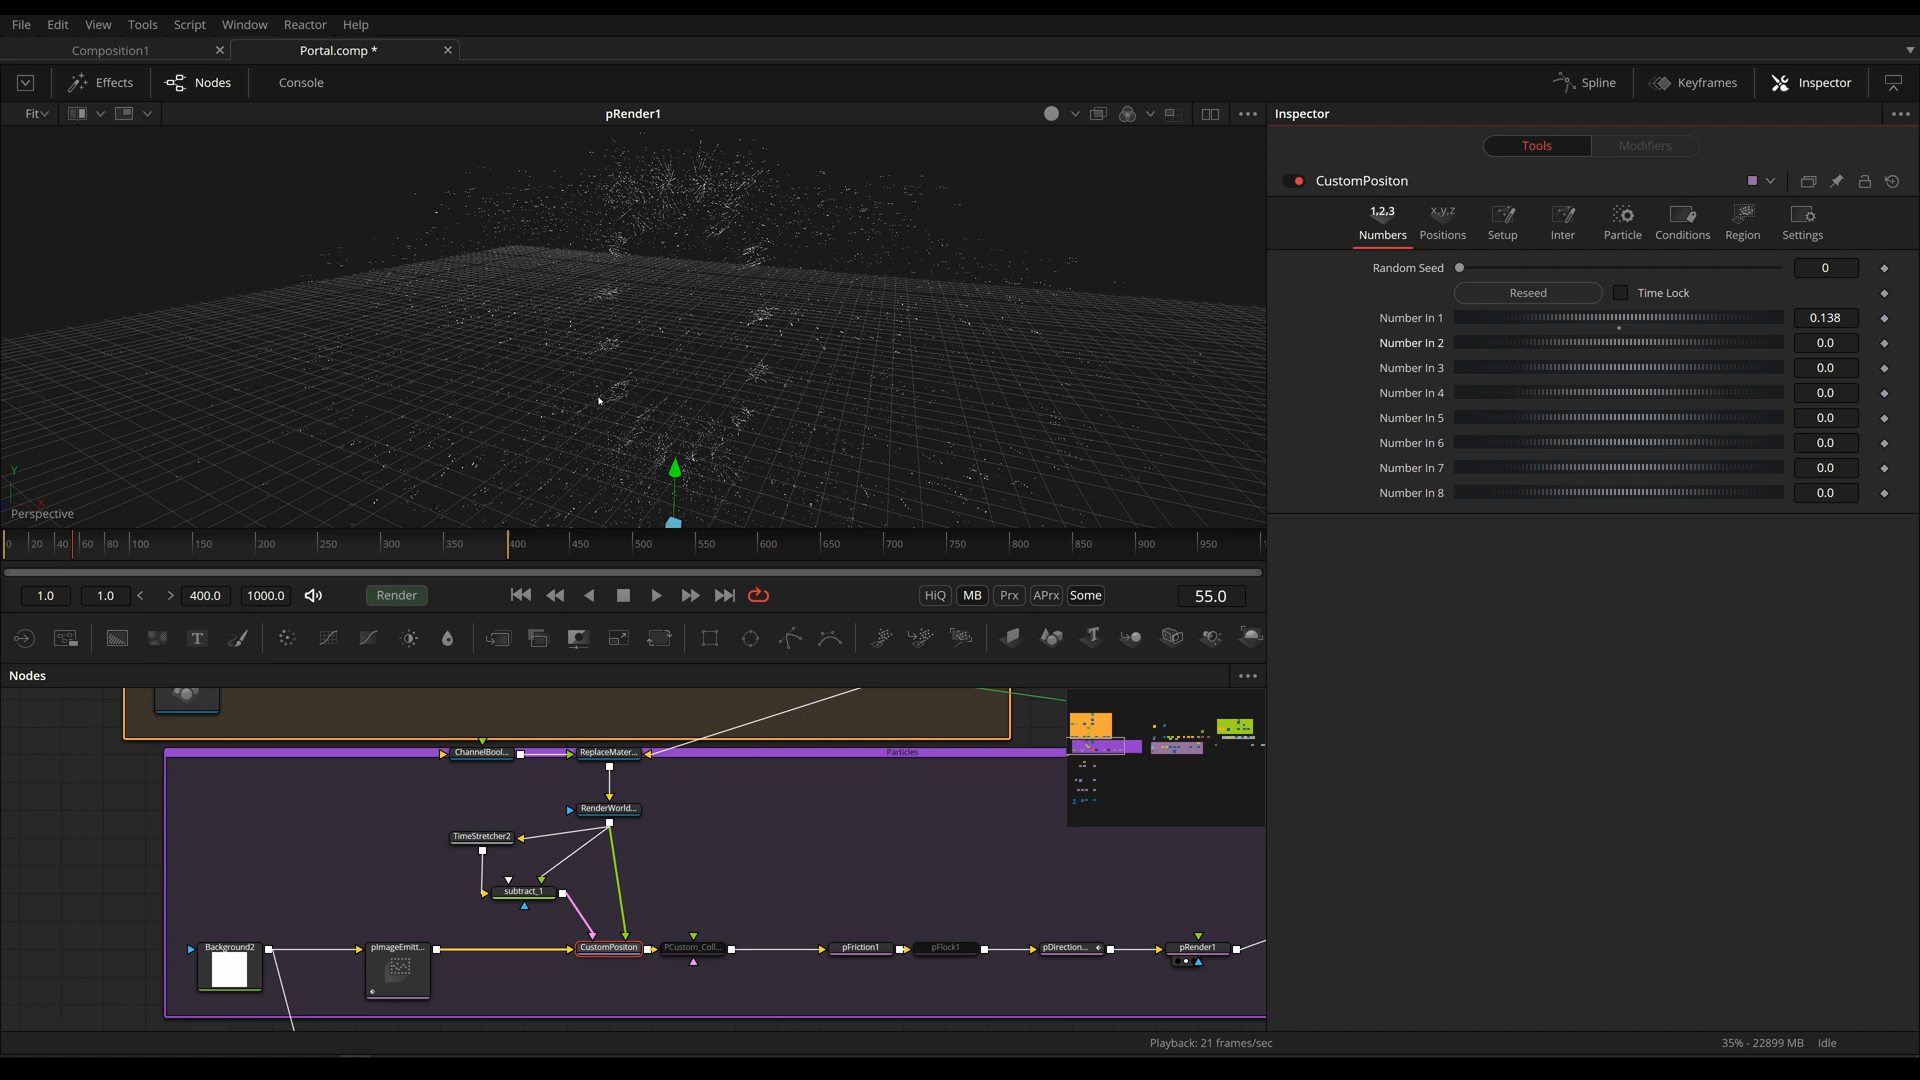 File Edit View Tools Script Window Reactor Help
Composition1 Portal.comp *
Effects Nodes Console Spline Keyframes Inspector
Fit pRender1 Inspector
Tools Modifiers
CustomPositon
1,2,3 x,y,z
Numbers Positions Setup Inter Particle Conditions Region Settings
Random Seed 0
Reseed Time Lock
Number In 1 0.138
Number In 2 0.0
Number In 3 0.0
Number In 4 0.0
Number In 5 0.0
Number In 6 0.0
Number In 7 0.0
Number In 8 0.0
Y
X
Perspective
0 20 40 60 80 100 150 200 250 300 350 400 450 500 550 600 650 700 750 800 850 900 950
1.0 1.0 < > 400.0 1000.0 Render HiQ MB Prx APrx Some 55.0
T
Nodes
ChannelBool... ReplaceMater... Particles
RenderWorld...
TimeStretcher2
subtract_1
Background2 pImageEmitt... CustomPositon PCustom_Coll... pFriction1 pFlock1 pDirection... pRender1
Playback: 21 frames/sec 35% - 22899 MB Idle